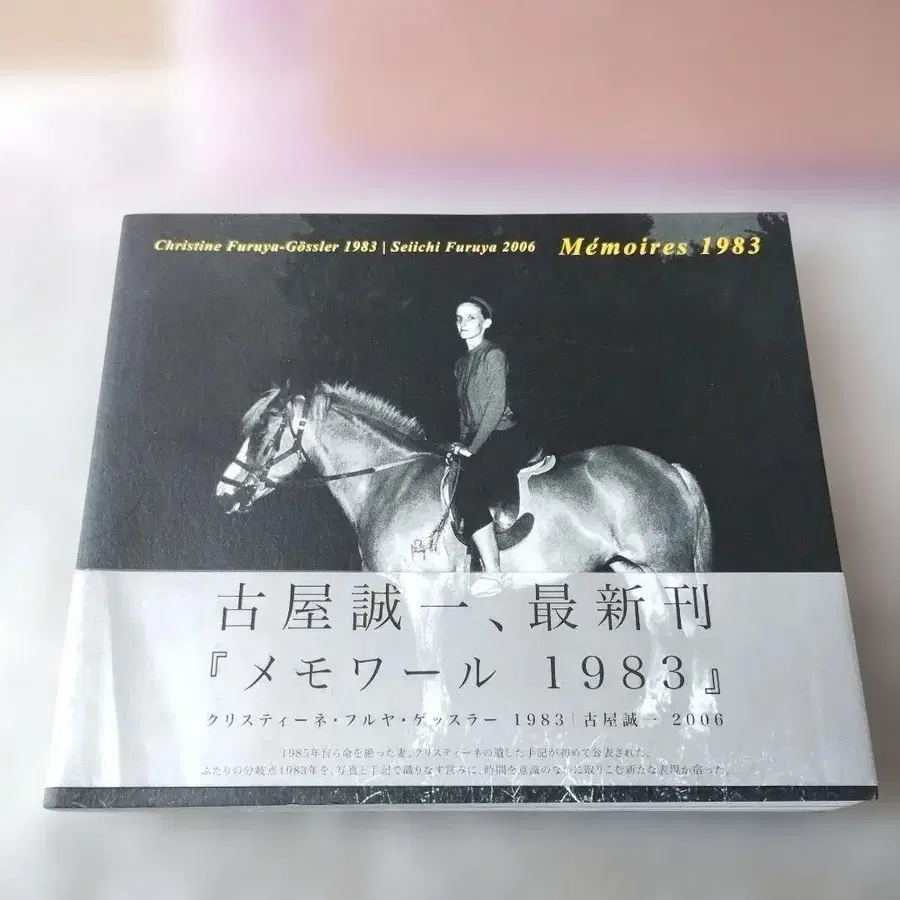 Christine Furuya-Gössler 1983 | Seiichi Furuya 2006 Mémoires 1983
古屋誠一、最新刊
『メモワール 1983』
クリスティーネ・フルヤ・ゲッスラー 1983 | 古屋誠一 2006
1985年自ら命を絶った妻、クリスティーネの遺した手記が初めて公表された。
ふたりの分岐点1983年を、写真と手記で織りなす営みに、時間を意識のなかに取りこむ新たな表現が宿った。